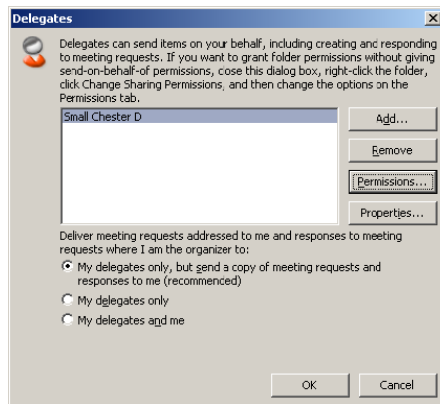 Delegates
Delegates can send items on your behalf, including creating and responding
to meeting requests. If you want to grant folder permissions without giving
send-on-behalf-of permissions, close this dialog box, right-click the folder,
click Change Sharing Permissions, and then change the options on the
Permissions tab.
Small Chester D
Add...
Remove
Permissions...
Properties...
Deliver meeting requests addressed to me and responses to meeting
requests where I am the organizer to:
My delegates only, but send a copy of meeting requests and
responses to me (recommended)
My delegates only
My delegates and me
OK
Cancel